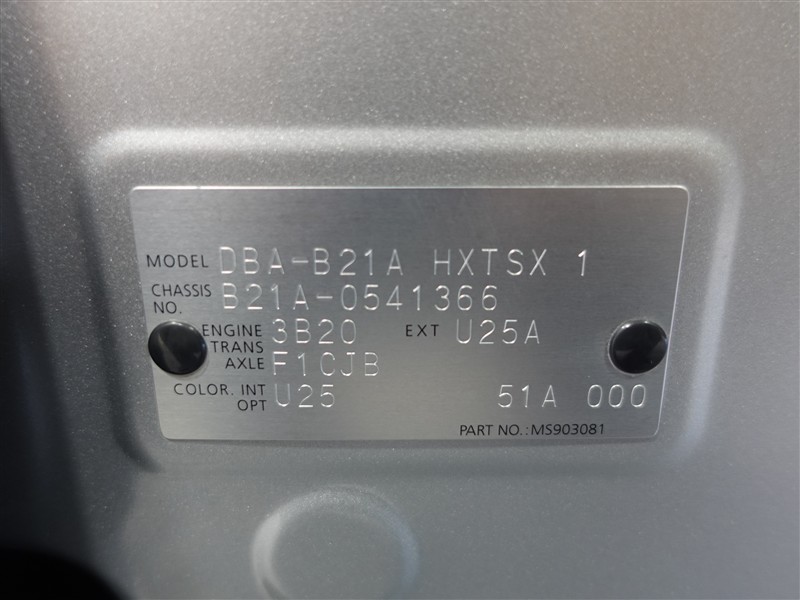 MODEL DBA-B21A HXTSX 1
CHASSIS NO. B21A-0541366
ENGINE 3B20 EXT U25A
TRANS AXLE F1CJB
COLOR. INT U25 51A 000
OPT
PART NO.:MS903081